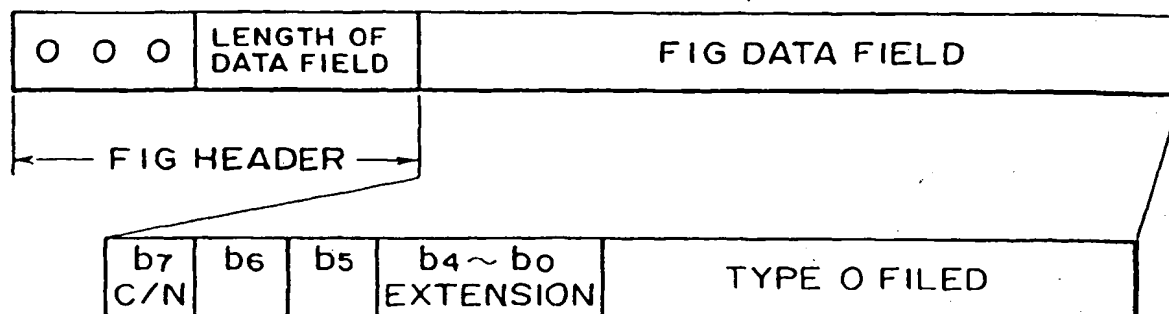 0 0 0 LENGTH OF DATA FIELD FIG DATA FIELD
FIG HEADER
b7 C/N b6 b5 b4~b0 EXTENSION TYPE 0 FILED